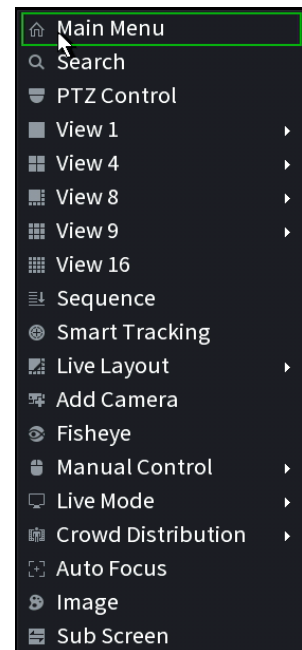 Main Menu
Search
PTZ Control
View 1
View 4
View 8
View 9
View 16
Sequence
Smart Tracking
Live Layout
Add Camera
Fisheye
Manual Control
Live Mode
Crowd Distribution
Auto Focus
Image
Sub Screen